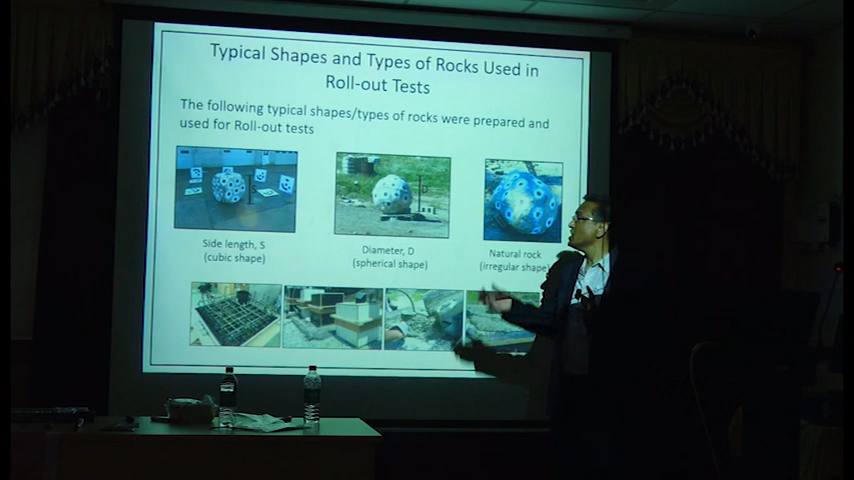 Typical Shapes and Types of Rocks Used in
Roll-out Tests
The following typical shapes/types of rocks were prepared and
used for Roll-out tests
Side length, S
(cubic shape)
Diameter, D
(spherical shape)
Natural rock
(irregular shape)